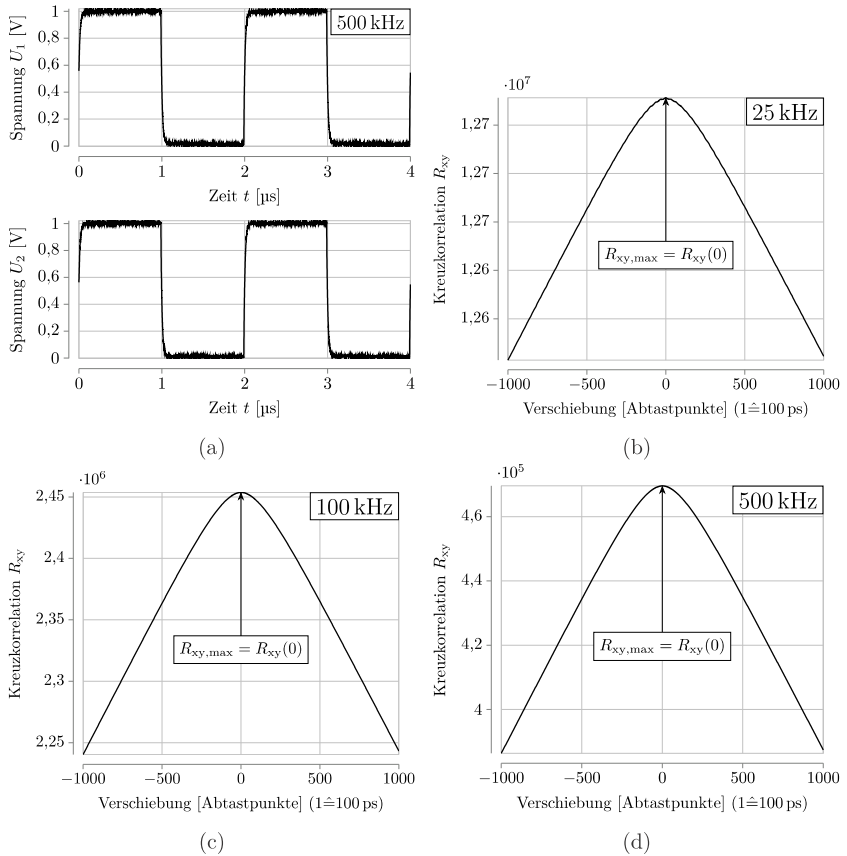 Spannung U₁ [V]
1
0,8
0,6
0,4
0,2
0
500 kHz
0 1 2 3 4
Zeit t [µs]
Spannung U₂ [V]
1
0,8
0,6
0,4
0,2
0
0 1 2 3 4
Zeit t [µs]
(a)
·10⁷
Kreuzkorrelation Rxy
1,27
1,27
1,27
1,26
1,26
25 kHz
Rxy,max = Rxy(0)
−1000 −500 0 500 1000
Verschiebung [Abtastpunkte] (1≙100 ps)
(b)
·10⁶
Kreuzkorrelation Rxy
2,45
2,4
2,35
2,3
2,25
100 kHz
Rxy,max = Rxy(0)
−1000 −500 0 500 1000
Verschiebung [Abtastpunkte] (1≙100 ps)
(c)
·10⁵
Kreuzkorrelation Rxy
4,6
4,4
4,2
4
500 kHz
Rxy,max = Rxy(0)
−1000 −500 0 500 1000
Verschiebung [Abtastpunkte] (1≙100 ps)
(d)